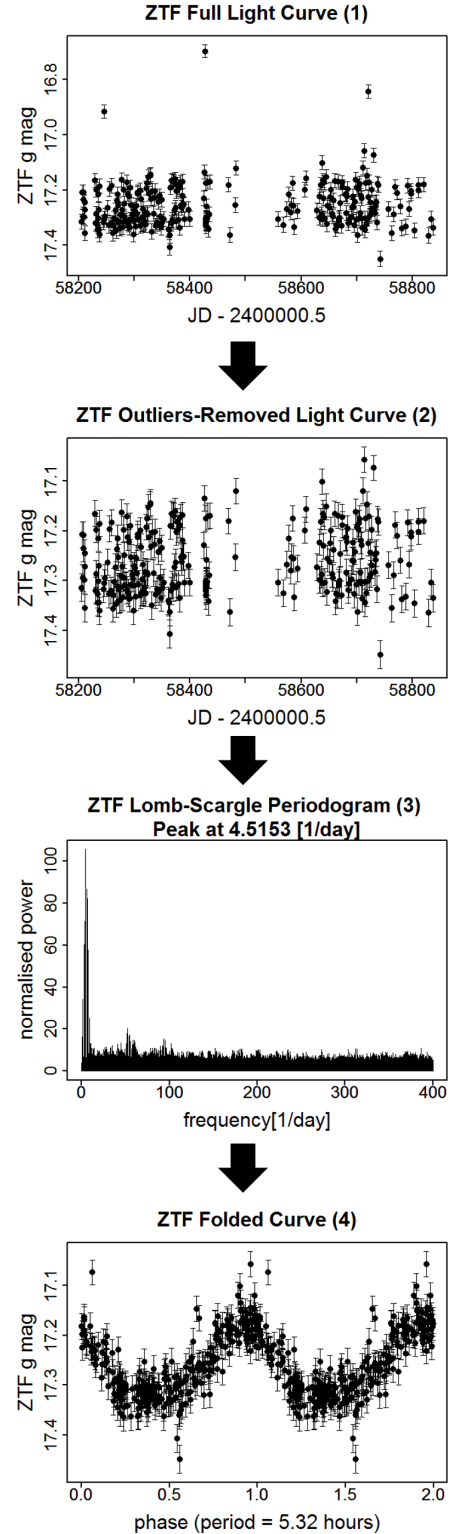 ZTF Full Light Curve (1)
ZTF g mag
16.8
17.0
17.2
17.4
58200 58400 58600 58800
JD - 2400000.5
ZTF Outliers-Removed Light Curve (2)
ZTF g mag
17.1
17.2
17.3
17.4
58200 58400 58600 58800
JD - 2400000.5
ZTF Lomb-Scargle Periodogram (3)
Peak at 4.5153 [1/day]
normalised power
100
80
60
40
20
0
0 100 200 300 400
frequency[1/day]
ZTF Folded Curve (4)
ZTF g mag
17.1
17.2
17.3
17.4
0.0 0.5 1.0 1.5 2.0
phase (period = 5.32 hours)